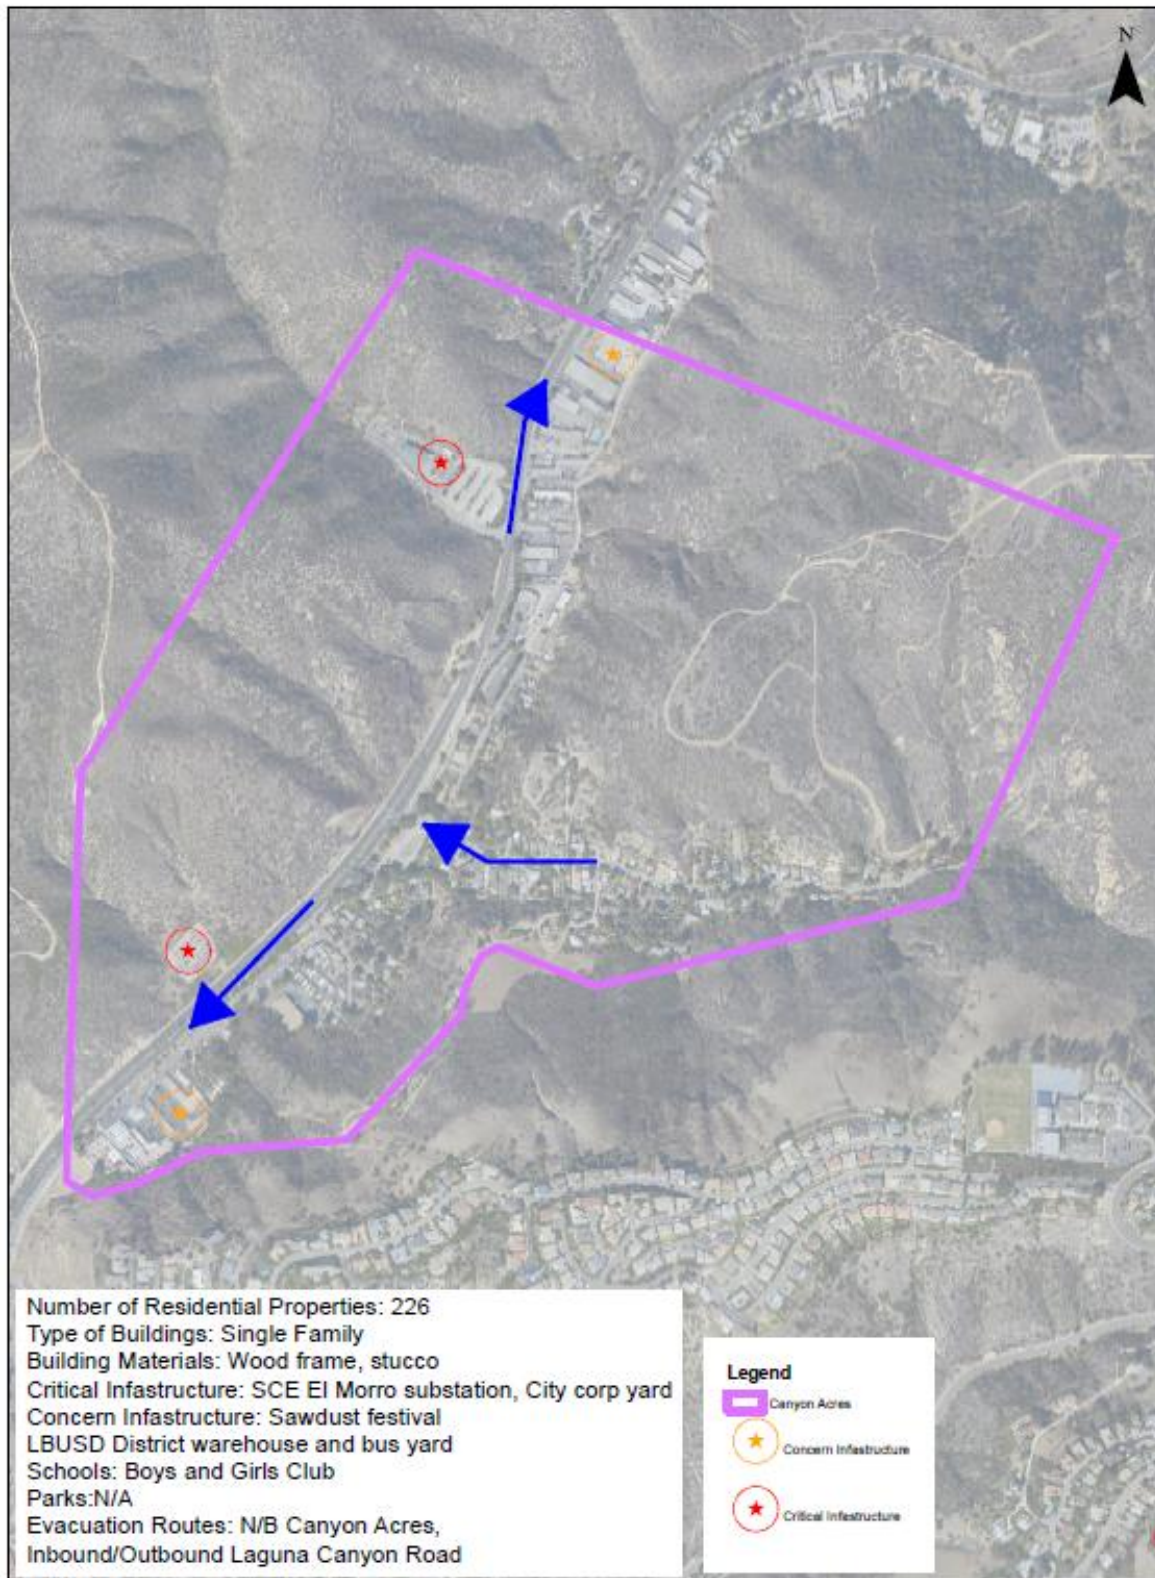 N
Number of Residential Properties: 226
Type of Buildings: Single Family
Building Materials: Wood frame, stucco
Critical Infastructure: SCE El Morro substation, City corp yard
Concern Infastructure: Sawdust festival
LBUSD District warehouse and bus yard
Schools: Boys and Girls Club
Parks:N/A
Evacuation Routes: N/B Canyon Acres,
Inbound/Outbound Laguna Canyon Road
Legend
Canyon Acres
Concern Infastructure
Critical Infastructure